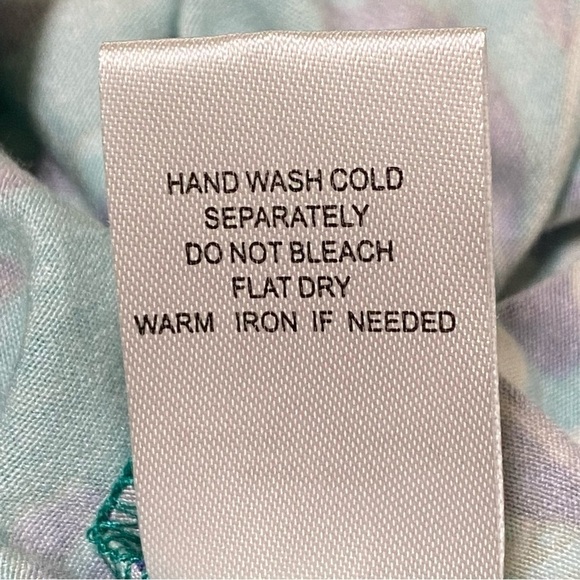 HAND WASH COLD
SEPARATELY
DO NOT BLEACH
FLAT DRY
WARM IRON IF NEEDED